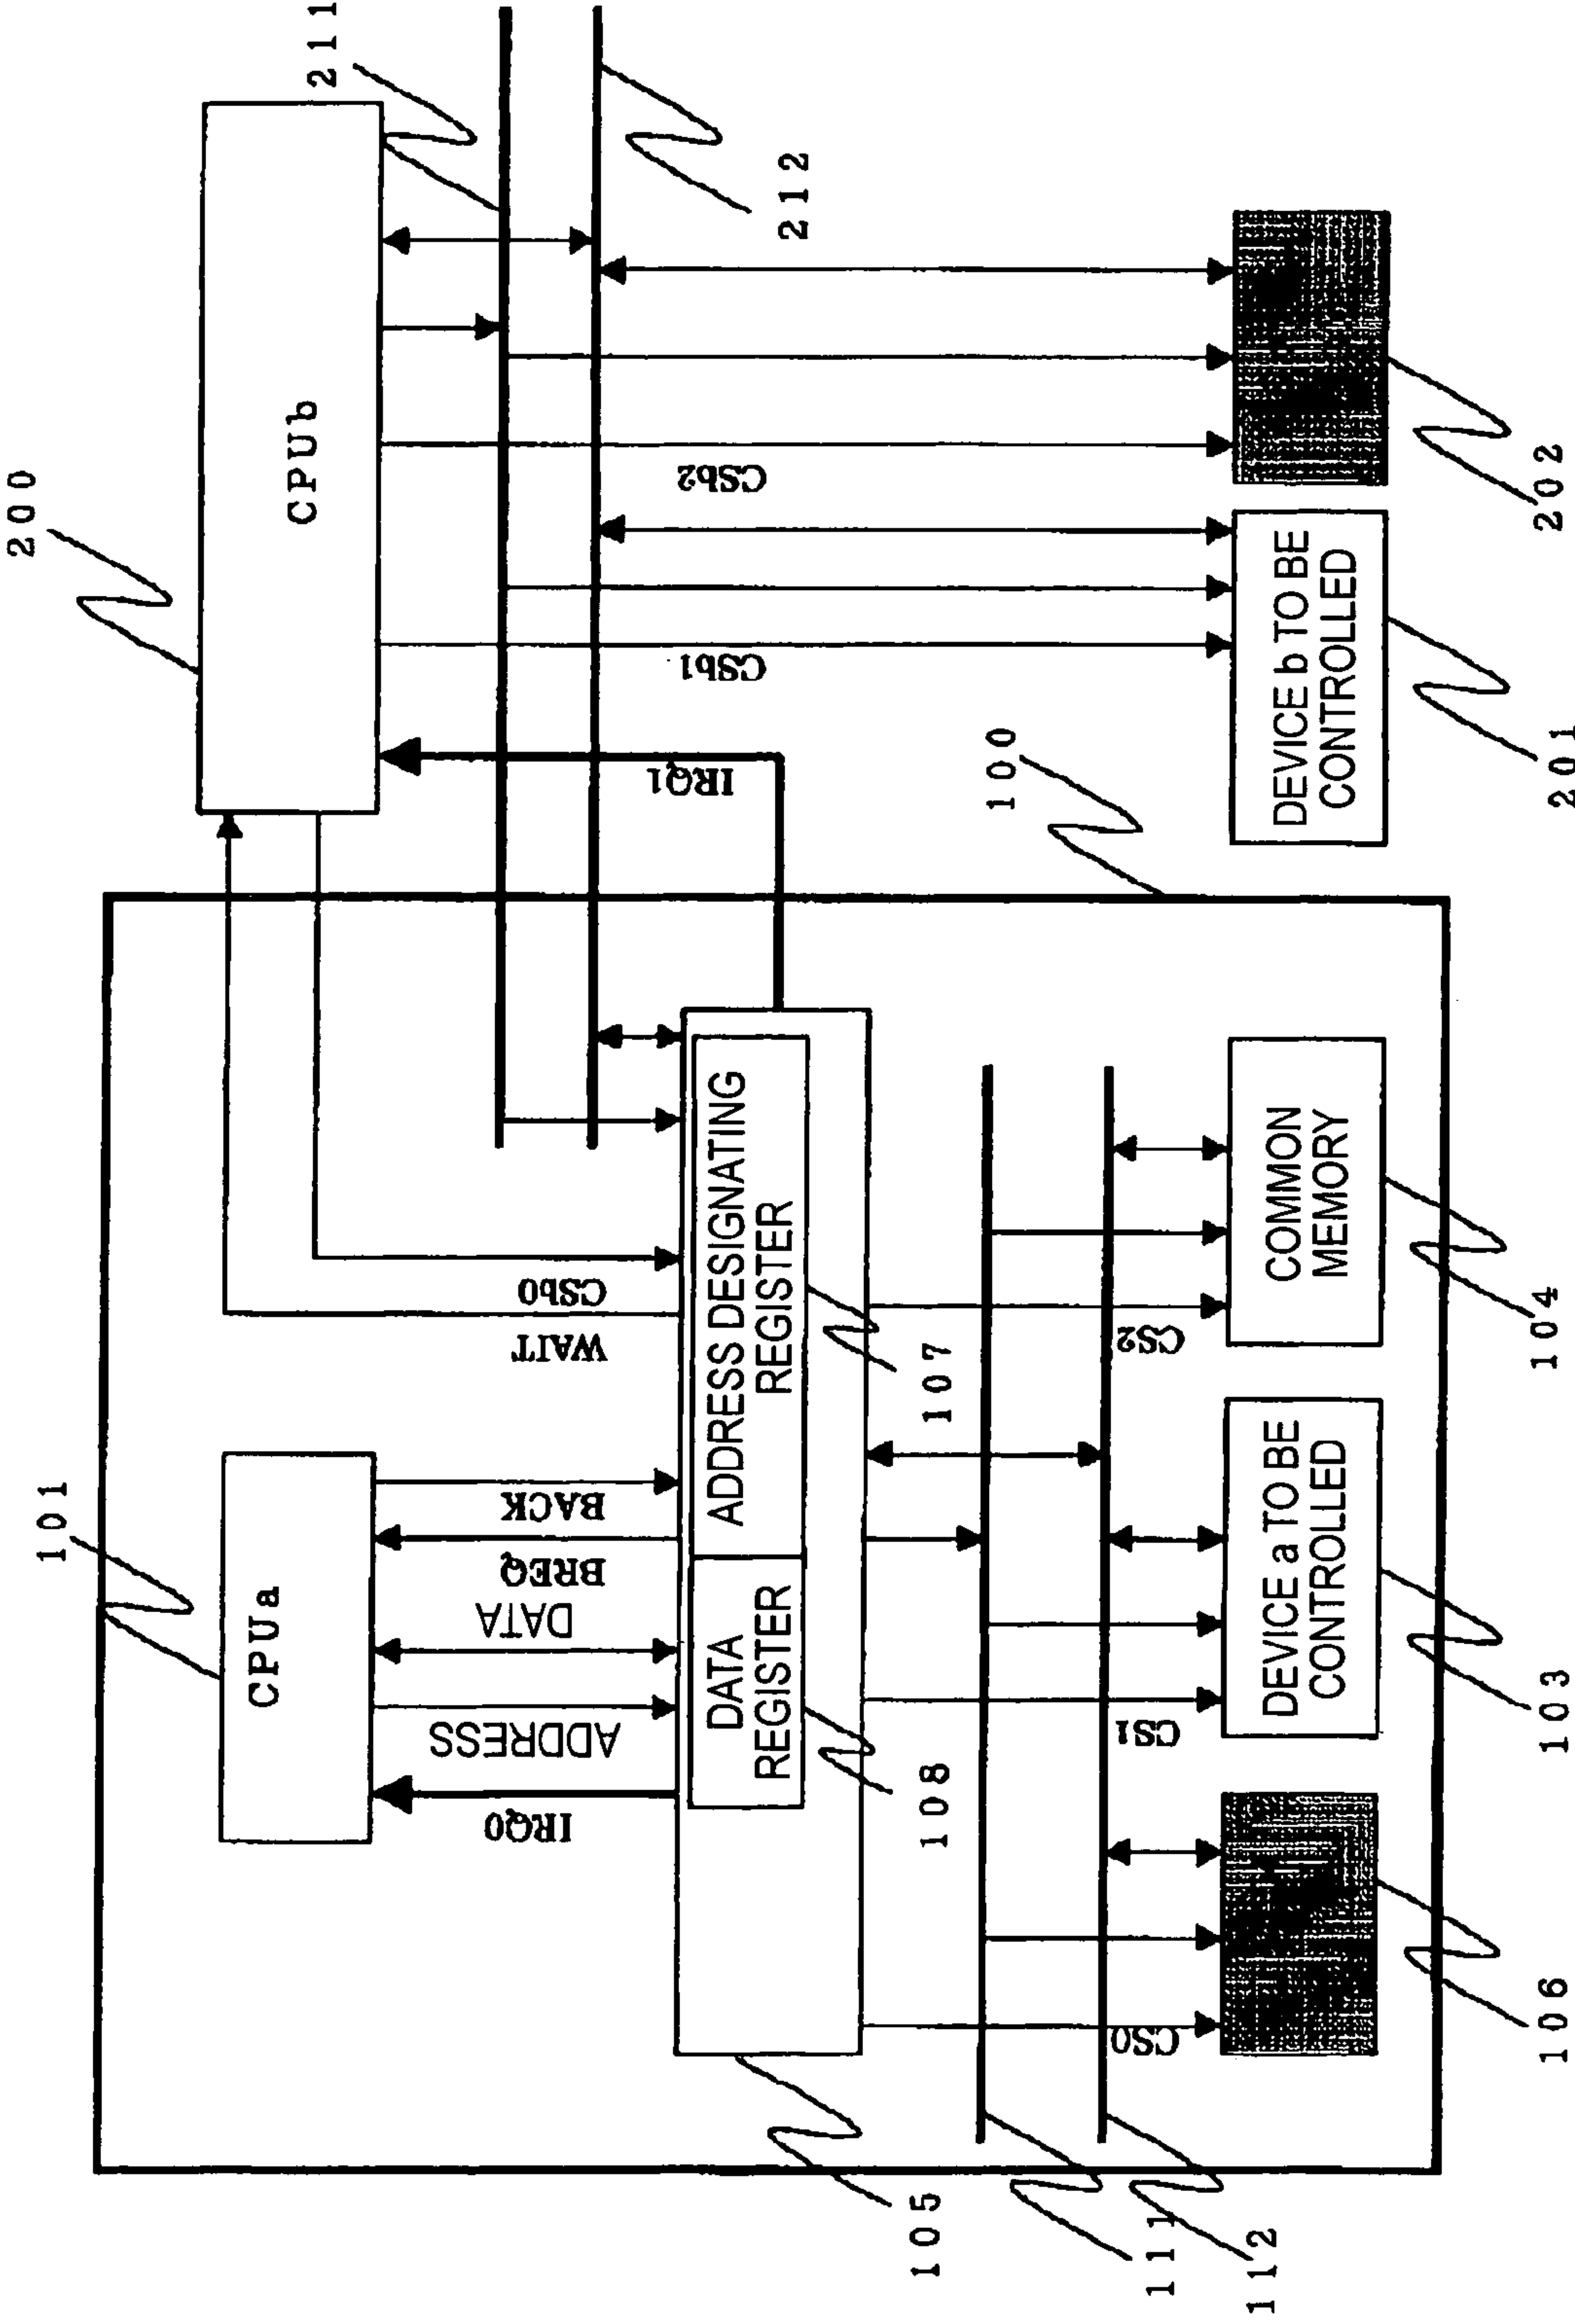 200
CPUb
211
212
101
CPUa
IRQ0
ADDRESS
DATA
BREQ
BACK
WAIT
CSb0
IRQ1
CSb1
CSb2
DATA
REGISTER
ADDRESS DESIGNATING
REGISTER
105
108
107
100
111
112
CS0
CS1
CS2
DEVICE a TO BE
CONTROLLED
COMMON
MEMORY
DEVICE b TO BE
CONTROLLED
106
103
104
201
202